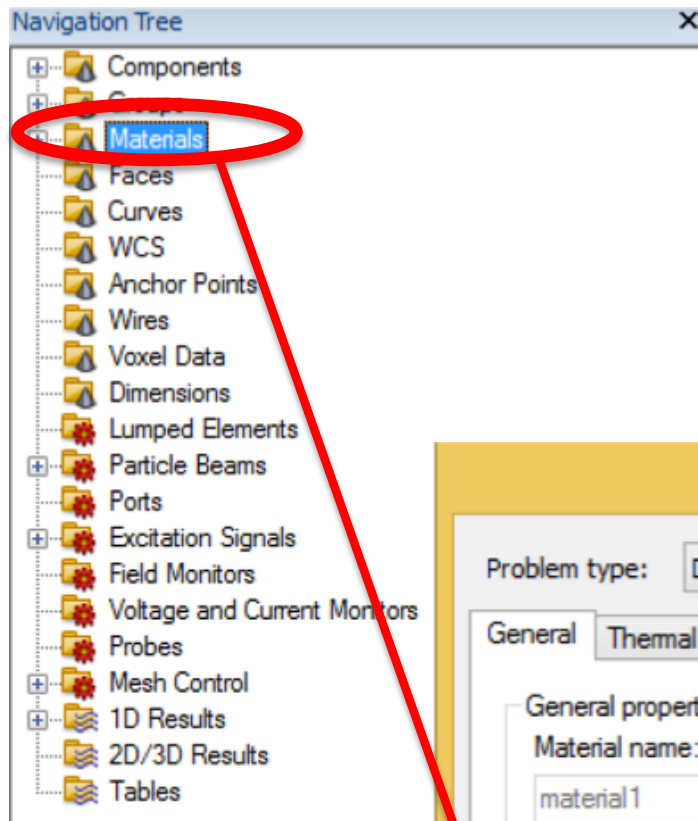 Navigation Tree
Components
Groups
Materials
Faces
Curves
WCS
Anchor Points
Wires
Voxel Data
Dimensions
Lumped Elements
Particle Beams
Ports
Excitation Signals
Field Monitors
Voltage and Current Monitors
Probes
Mesh Control
1D Results
2D/3D Results
Tables
Problem type:
General Thermal
General propert
Material name:
material1